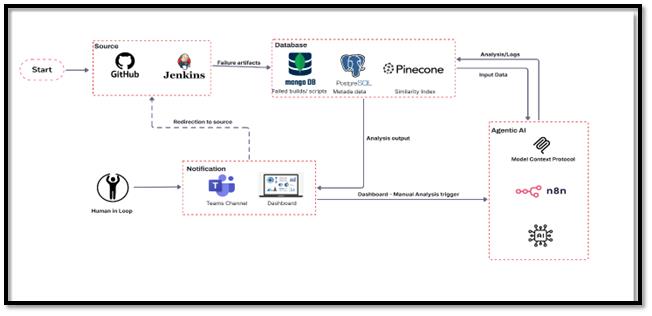 Source
Database
Start
GitHub
Jenkins
Failure artifacts
mongo DB
Failed builds/ scripts
PostgreSQL
Metade data
Pinecone
Similarity Index
Analysis/Logs
Input Data
Redirection to source
Analysis output
Agentic AI
Model Context Protocol
n8n
AI
Notification
Teams Channel
Dashboard
Human in Loop
Dashboard - Manual Analysis trigger